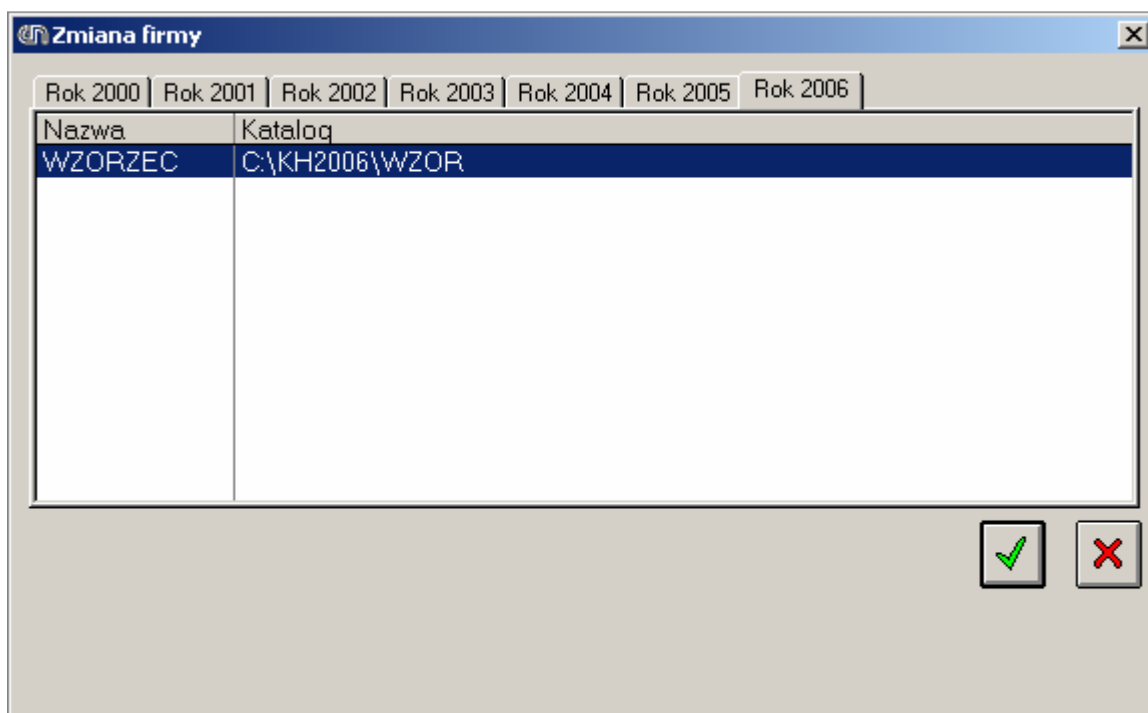 Zmiana firmy
Rok 2000 Rok 2001 Rok 2002 Rok 2003 Rok 2004 Rok 2005 Rok 2006
Nazwa Katalog
WZORZEC C:\KH2006\WZOR